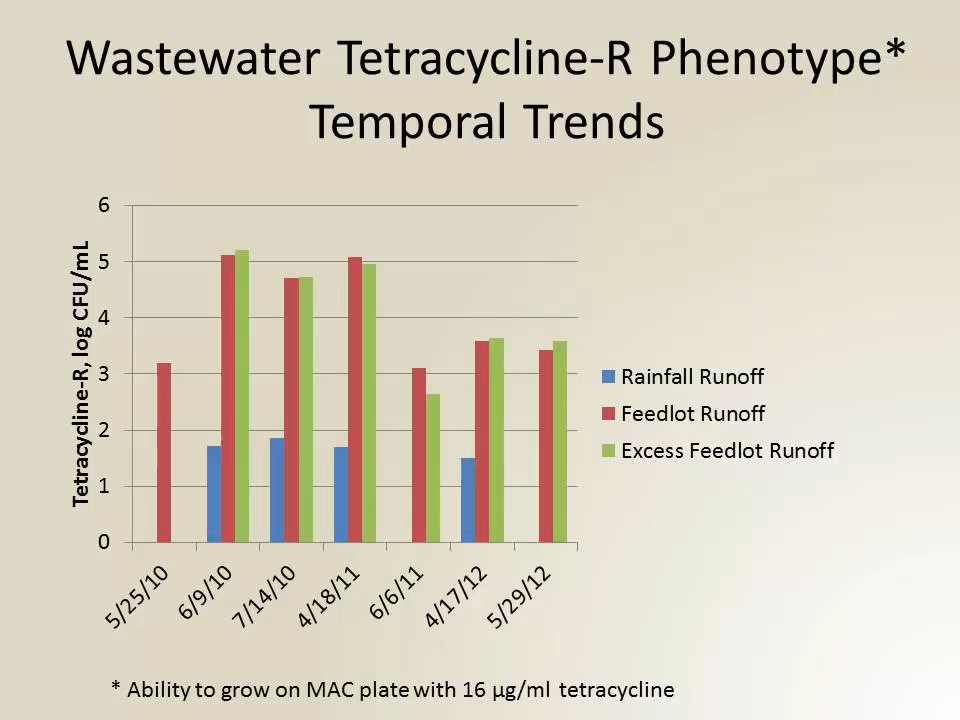 Wastewater Tetracycline-R Phenotype*
Temporal Trends
Tetracycline-R, log CFU/mL
6
5
4
3
2
1
0
5/25/10
6/9/10
7/14/10
4/18/11
6/6/11
4/17/12
5/29/12
Rainfall Runoff
Feedlot Runoff
Excess Feedlot Runoff
* Ability to grow on MAC plate with 16 µg/ml tetracycline